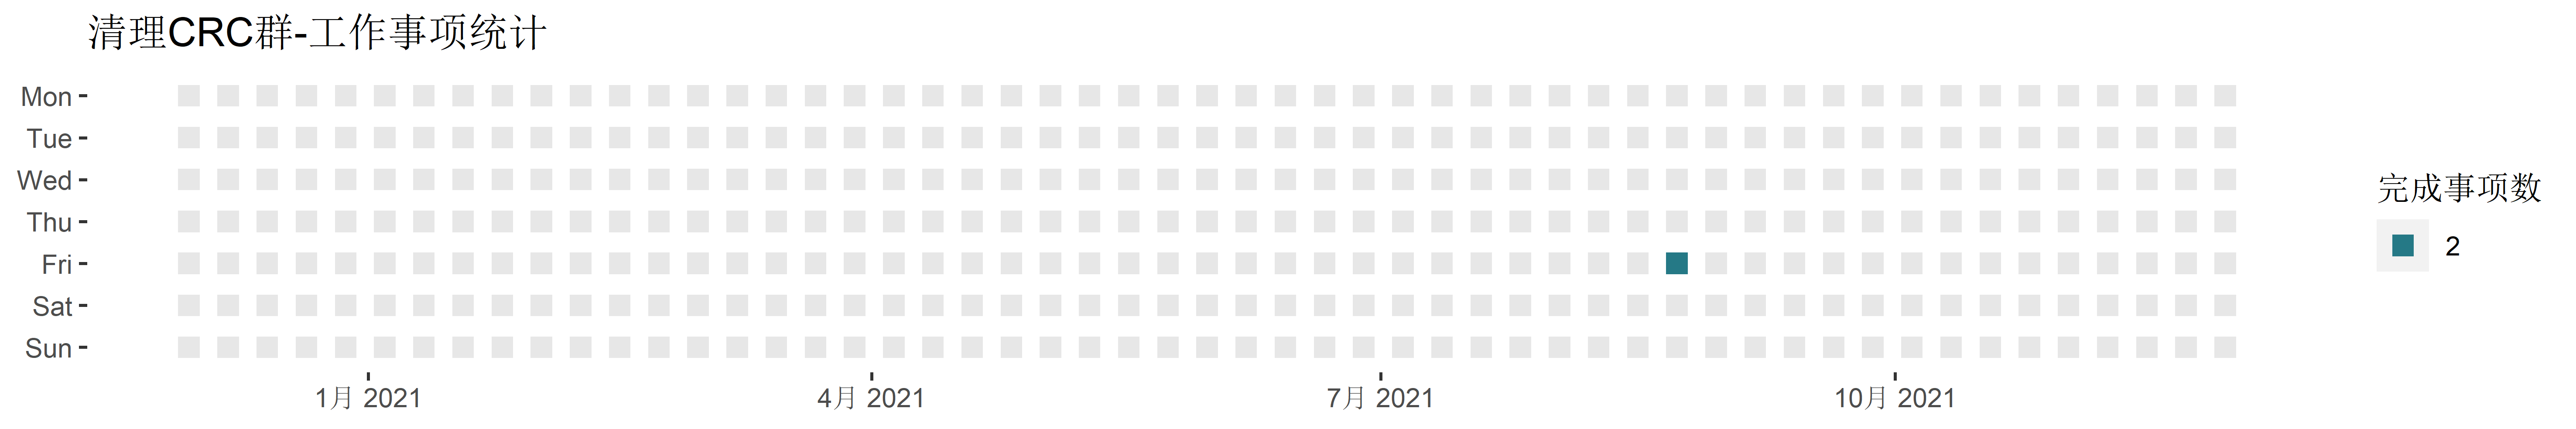 清理CRC群-工作事项统计
Mon
Tue
Wed
Thu
Fri
Sat
Sun
1月 2021
4月 2021
7月 2021
10月 2021
完成事项数
2